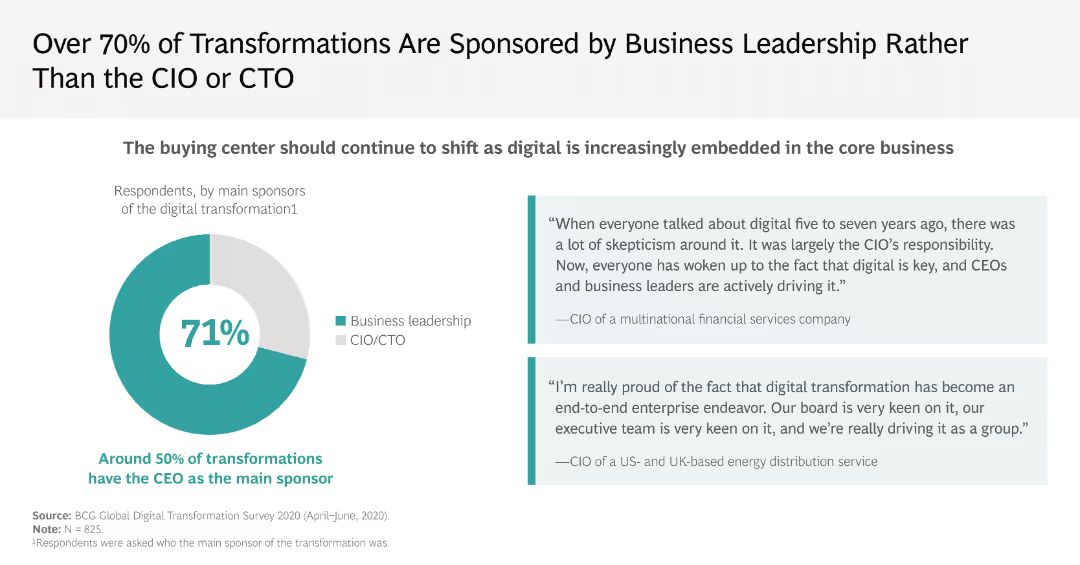 Over 70% of Transformations Are Sponsored by Business Leadership Rather
Than the CIO or CTO
The buying center should continue to shift as digital is increasingly embedded in the core business
Respondents, by main sponsors
of the digital transformation1
71%
Business leadership
CIO/CTO
Around 50% of transformations
have the CEO as the main sponsor
“When everyone talked about digital five to seven years ago, there was
a lot of skepticism around it. It was largely the CIO’s responsibility.
Now, everyone has woken up to the fact that digital is key, and CEOs
and business leaders are actively driving it.”
—CIO of a multinational financial services company
“I’m really proud of the fact that digital transformation has become an
end-to-end enterprise endeavor. Our board is very keen on it, our
executive team is very keen on it, and we’re really driving it as a group.”
—CIO of a US- and UK-based energy distribution service
Source: BCG Global Digital Transformation Survey 2020 (April–June, 2020).
Note: N = 825.
¹Respondents were asked who the main sponsor of the transformation was.